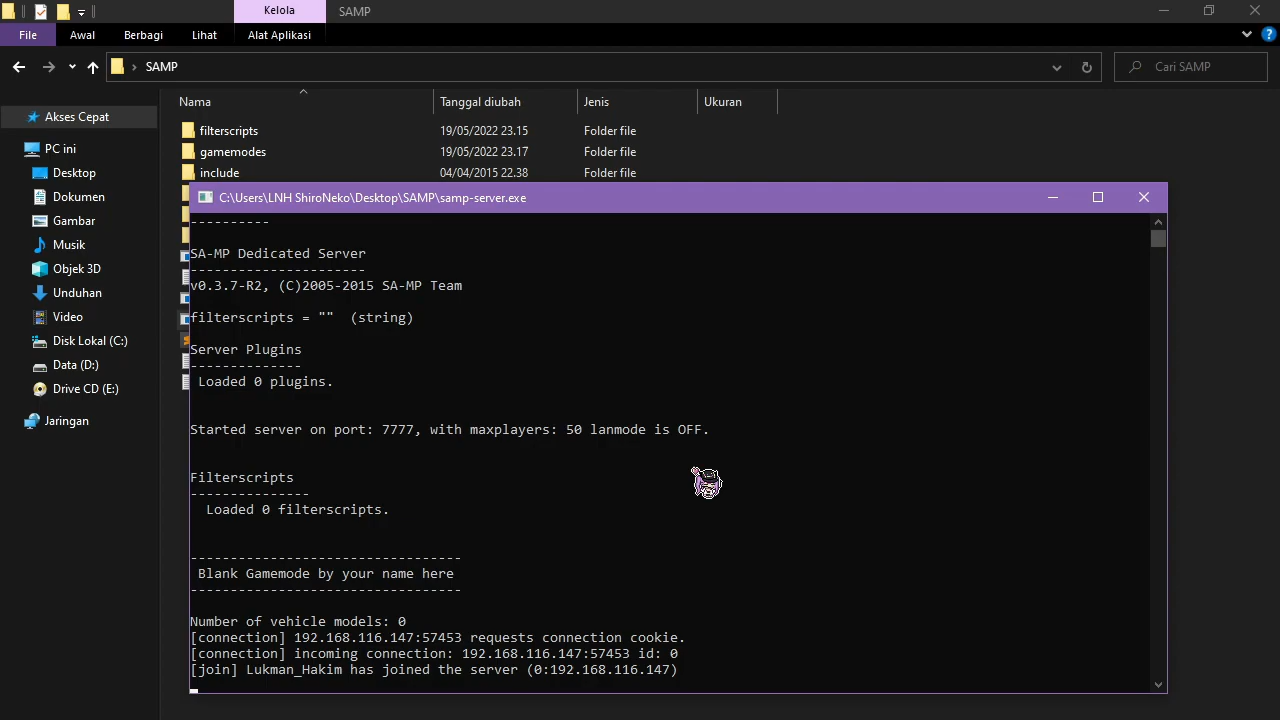 Kelola
SAMP
File
Awal
Berbagi
Lihat
Alat Aplikasi
?
SAMP
Cari SAMP
Nama
Tanggal diubah
Jenis
Ukuran
Akses Cepat
PC ini
Desktop
Dokumen
Gambar
Musik
Objek 3D
Unduhan
Video
Disk Lokal (C:)
Data (D:)
Drive CD (E:)
Jaringan
filterscripts 19/05/2022 23.15 Folder file
gamemodes 19/05/2022 23.17 Folder file
include 04/04/2015 22.38 Folder file
C:\Users\LNH ShiroNeko\Desktop\SAMP\samp-server.exe
----------
SA-MP Dedicated Server
----------------------
v0.3.7-R2, (C)2005-2015 SA-MP Team
filterscripts = ""  (string)
Server Plugins
--------------
Loaded 0 plugins.
Started server on port: 7777, with maxplayers: 50 lanmode is OFF.
Filterscripts
---------------
Loaded 0 filterscripts.
----------------------------------
Blank Gamemode by your name here
----------------------------------
Number of vehicle models: 0
[connection] 192.168.116.147:57453 requests connection cookie.
[connection] incoming connection: 192.168.116.147:57453 id: 0
[join] Lukman_Hakim has joined the server (0:192.168.116.147)